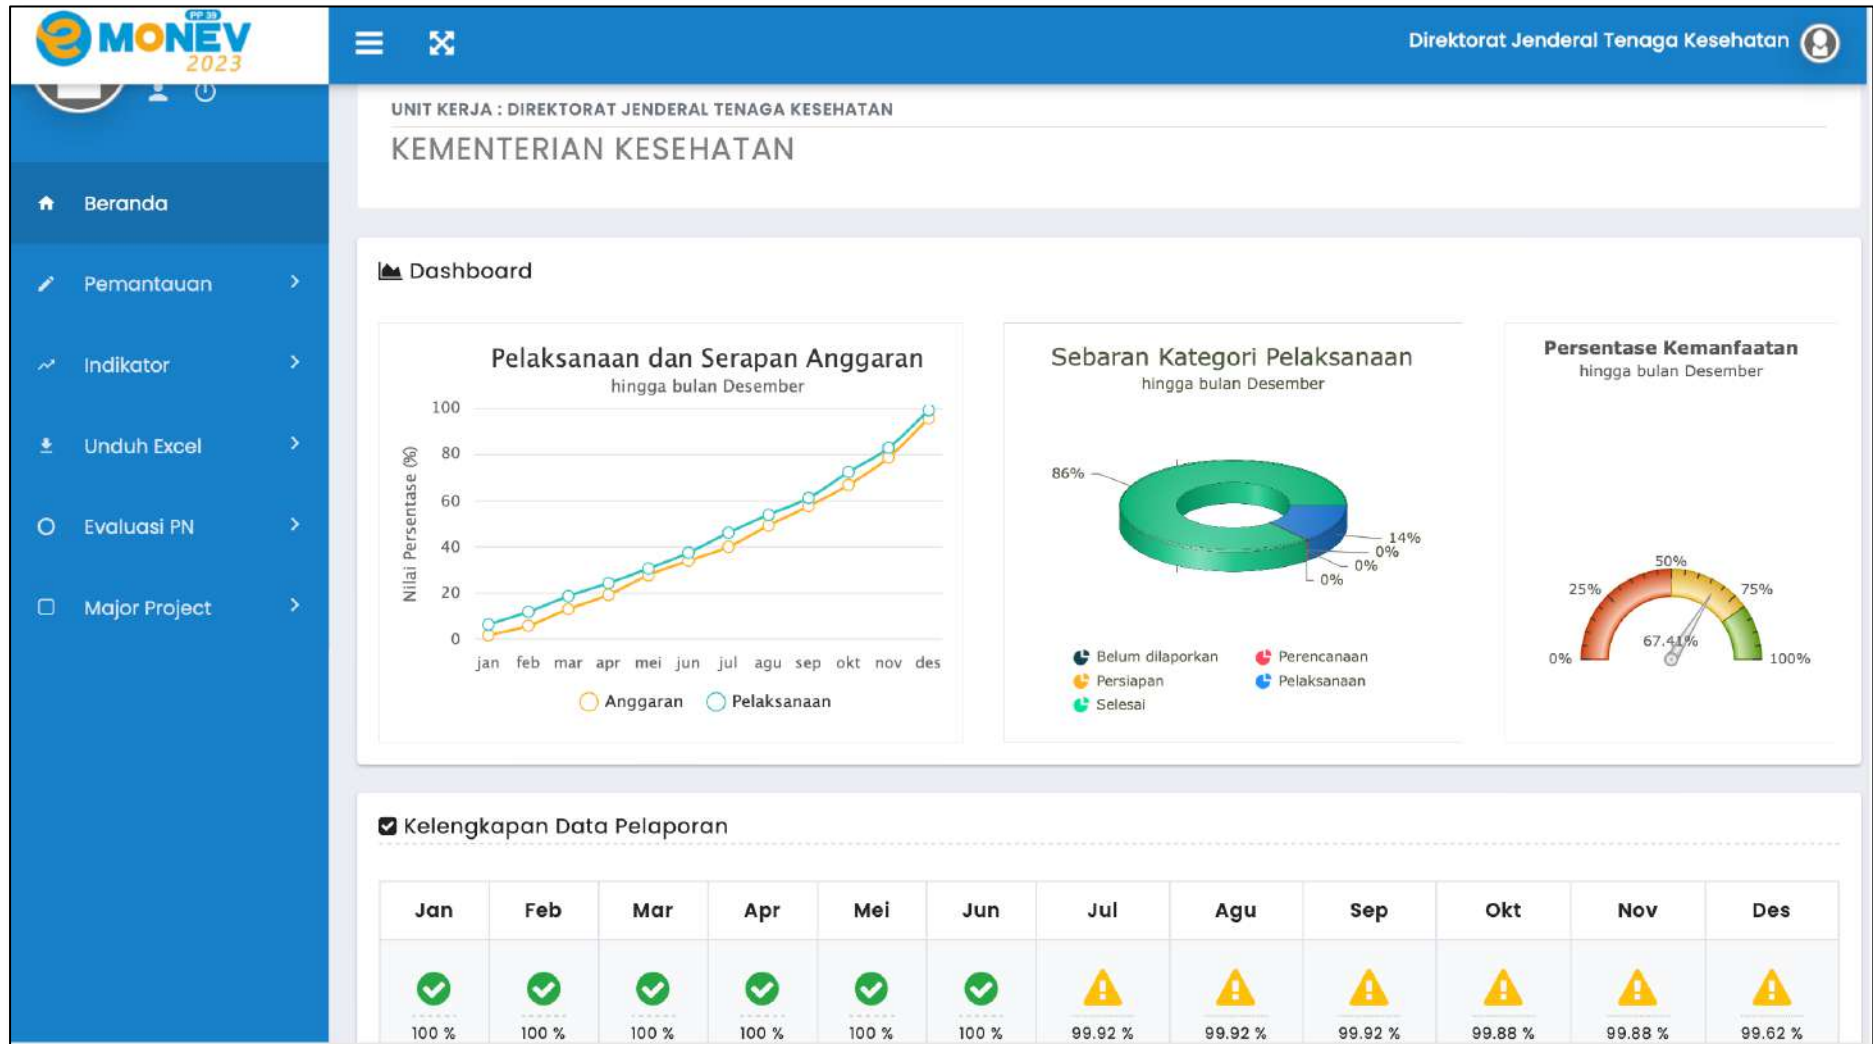 PP 39
e MONEV
2023
Direktorat Jenderal Tenaga Kesehatan
UNIT KERJA : DIREKTORAT JENDERAL TENAGA KESEHATAN
KEMENTERIAN KESEHATAN
Beranda
Pemantauan
Indikator
Unduh Excel
Evaluasi PN
Major Project
Dashboard
Pelaksanaan dan Serapan Anggaran
hingga bulan Desember
Nilai Persentase (%)
100
80
60
40
20
0
jan feb mar apr mei jun jul agu sep okt nov des
Anggaran Pelaksanaan
Sebaran Kategori Pelaksanaan
hingga bulan Desember
86%
14%
0%
0%
0%
Belum dilaporkan Perencanaan
Persiapan Pelaksanaan
Selesai
Persentase Kemanfaatan
hingga bulan Desember
50%
25% 75%
67.41%
0% 100%
Kelengkapan Data Pelaporan
Jan Feb Mar Apr Mei Jun Jul Agu Sep Okt Nov Des
100 % 100 % 100 % 100 % 100 % 100 % 99.92 % 99.92 % 99.92 % 99.88 % 99.88 % 99.62 %